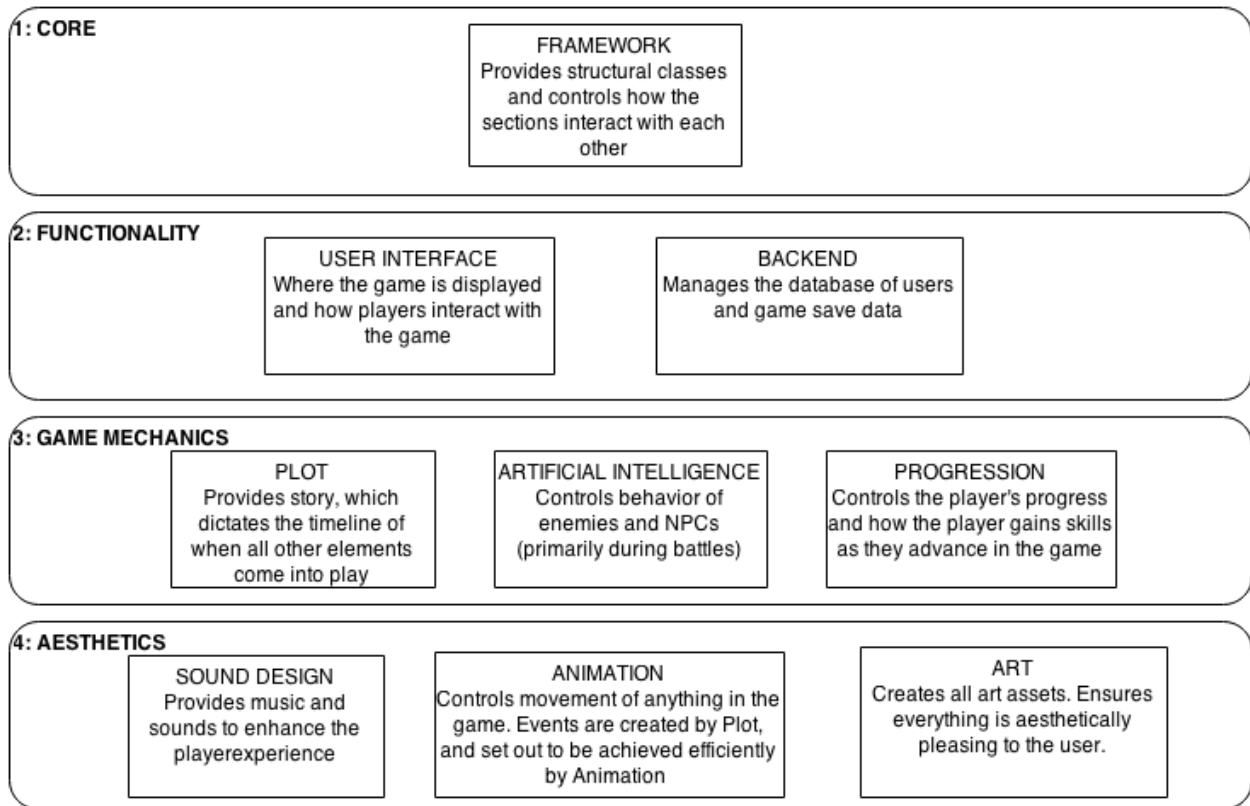 1: CORE
FRAMEWORK
Provides structural classes
and controls how the
sections interact with each
other
2: FUNCTIONALITY
USER INTERFACE
Where the game is displayed
and how players interact with
the game
BACKEND
Manages the database of users
and game save data
3: GAME MECHANICS
PLOT
Provides story, which
dictates the timeline of
when all other elements
come into play
ARTIFICIAL INTELLIGENCE
Controls behavior of
enemies and NPCs
(primarily during battles)
PROGRESSION
Controls the player's progress
and how the player gains skills
as they advance in the game
4: AESTHETICS
SOUND DESIGN
Provides music and
sounds to enhance the
playerexperience
ANIMATION
Controls movement of anything in the
game. Events are created by Plot,
and set out to be achieved efficiently
by Animation
ART
Creates all art assets. Ensures
everything is aesthetically
pleasing to the user.